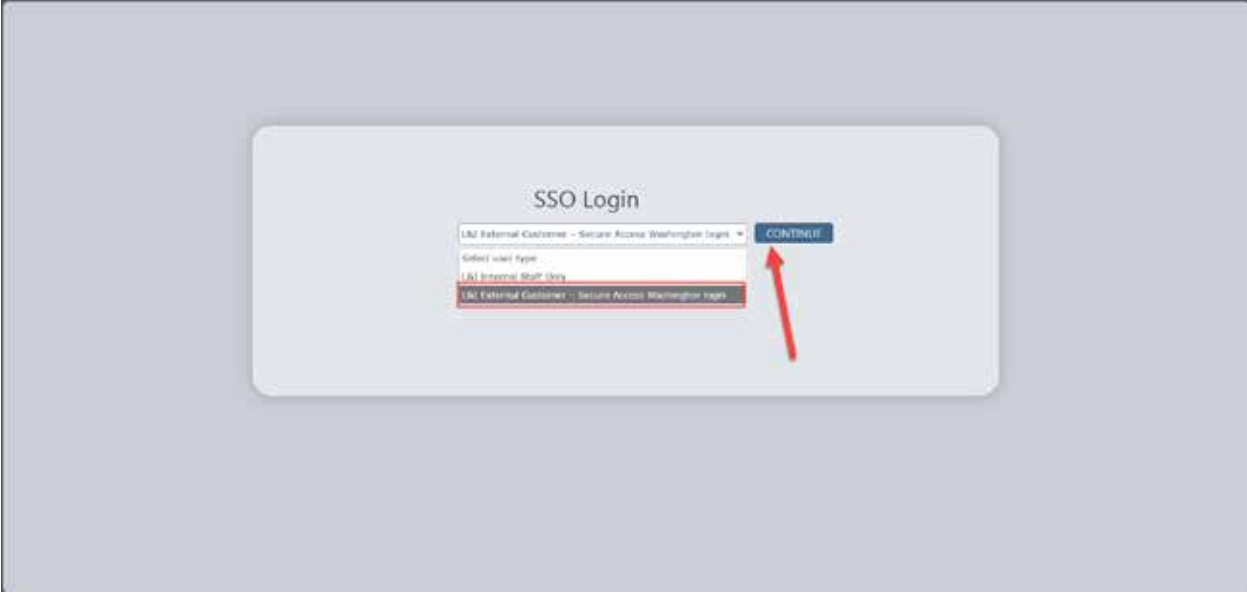 SSO Login
L&I External Customer – Secure Access Washington login
CONTINUE
Select user type
L&I Internal Staff Only
L&I External Customer – Secure Access Washington login